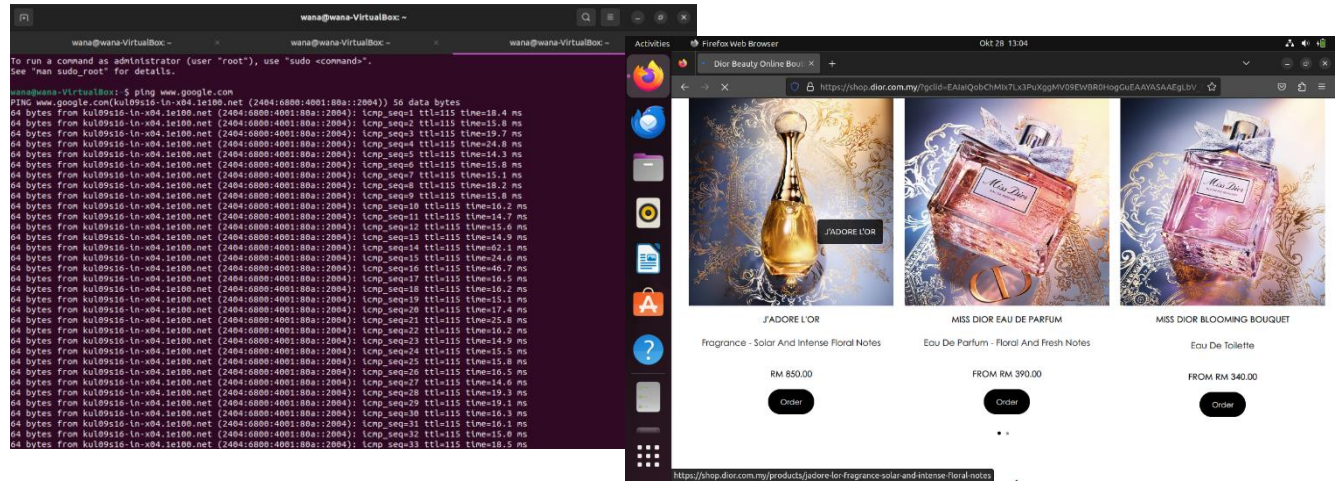 wana@wana-VirtualBox: ~
wana@wana-VirtualBox: ~
wana@wana-VirtualBox: ~
wana@wana-VirtualBox: ~
To run a command as administrator (user "root"), use "sudo <command>".
See "man sudo_root" for details.
wana@wana-VirtualBox:~$ ping www.google.com
PING www.google.com(kul09s16-in-x04.1e100.net (2404:6800:4001:80a::2004)) 56 data bytes
64 bytes from kul09s16-in-x04.1e100.net (2404:6800:4001:80a::2004): icmp_seq=1 ttl=115 time=18.4 ms
64 bytes from kul09s16-in-x04.1e100.net (2404:6800:4001:80a::2004): icmp_seq=2 ttl=115 time=15.8 ms
64 bytes from kul09s16-in-x04.1e100.net (2404:6800:4001:80a::2004): icmp_seq=3 ttl=115 time=19.7 ms
64 bytes from kul09s16-in-x04.1e100.net (2404:6800:4001:80a::2004): icmp_seq=4 ttl=115 time=24.8 ms
64 bytes from kul09s16-in-x04.1e100.net (2404:6800:4001:80a::2004): icmp_seq=5 ttl=115 time=14.3 ms
64 bytes from kul09s16-in-x04.1e100.net (2404:6800:4001:80a::2004): icmp_seq=6 ttl=115 time=15.8 ms
64 bytes from kul09s16-in-x04.1e100.net (2404:6800:4001:80a::2004): icmp_seq=7 ttl=115 time=15.1 ms
64 bytes from kul09s16-in-x04.1e100.net (2404:6800:4001:80a::2004): icmp_seq=8 ttl=115 time=18.2 ms
64 bytes from kul09s16-in-x04.1e100.net (2404:6800:4001:80a::2004): icmp_seq=9 ttl=115 time=15.8 ms
64 bytes from kul09s16-in-x04.1e100.net (2404:6800:4001:80a::2004): icmp_seq=10 ttl=115 time=16.2 ms
64 bytes from kul09s16-in-x04.1e100.net (2404:6800:4001:80a::2004): icmp_seq=11 ttl=115 time=14.7 ms
64 bytes from kul09s16-in-x04.1e100.net (2404:6800:4001:80a::2004): icmp_seq=12 ttl=115 time=15.6 ms
64 bytes from kul09s16-in-x04.1e100.net (2404:6800:4001:80a::2004): icmp_seq=13 ttl=115 time=14.9 ms
64 bytes from kul09s16-in-x04.1e100.net (2404:6800:4001:80a::2004): icmp_seq=14 ttl=115 time=62.1 ms
64 bytes from kul09s16-in-x04.1e100.net (2404:6800:4001:80a::2004): icmp_seq=15 ttl=115 time=24.6 ms
64 bytes from kul09s16-in-x04.1e100.net (2404:6800:4001:80a::2004): icmp_seq=16 ttl=115 time=46.7 ms
64 bytes from kul09s16-in-x04.1e100.net (2404:6800:4001:80a::2004): icmp_seq=17 ttl=115 time=16.5 ms
64 bytes from kul09s16-in-x04.1e100.net (2404:6800:4001:80a::2004): icmp_seq=18 ttl=115 time=16.2 ms
64 bytes from kul09s16-in-x04.1e100.net (2404:6800:4001:80a::2004): icmp_seq=19 ttl=115 time=15.1 ms
64 bytes from kul09s16-in-x04.1e100.net (2404:6800:4001:80a::2004): icmp_seq=20 ttl=115 time=17.4 ms
64 bytes from kul09s16-in-x04.1e100.net (2404:6800:4001:80a::2004): icmp_seq=21 ttl=115 time=25.8 ms
64 bytes from kul09s16-in-x04.1e100.net (2404:6800:4001:80a::2004): icmp_seq=22 ttl=115 time=16.2 ms
64 bytes from kul09s16-in-x04.1e100.net (2404:6800:4001:80a::2004): icmp_seq=23 ttl=115 time=14.9 ms
64 bytes from kul09s16-in-x04.1e100.net (2404:6800:4001:80a::2004): icmp_seq=24 ttl=115 time=15.5 ms
64 bytes from kul09s16-in-x04.1e100.net (2404:6800:4001:80a::2004): icmp_seq=25 ttl=115 time=15.8 ms
64 bytes from kul09s16-in-x04.1e100.net (2404:6800:4001:80a::2004): icmp_seq=26 ttl=115 time=16.5 ms
64 bytes from kul09s16-in-x04.1e100.net (2404:6800:4001:80a::2004): icmp_seq=27 ttl=115 time=14.6 ms
64 bytes from kul09s16-in-x04.1e100.net (2404:6800:4001:80a::2004): icmp_seq=28 ttl=115 time=19.3 ms
64 bytes from kul09s16-in-x04.1e100.net (2404:6800:4001:80a::2004): icmp_seq=29 ttl=115 time=19.1 ms
64 bytes from kul09s16-in-x04.1e100.net (2404:6800:4001:80a::2004): icmp_seq=30 ttl=115 time=16.3 ms
64 bytes from kul09s16-in-x04.1e100.net (2404:6800:4001:80a::2004): icmp_seq=31 ttl=115 time=16.1 ms
64 bytes from kul09s16-in-x04.1e100.net (2404:6800:4001:80a::2004): icmp_seq=32 ttl=115 time=15.0 ms
64 bytes from kul09s16-in-x04.1e100.net (2404:6800:4001:80a::2004): icmp_seq=33 ttl=115 time=18.5 ms
Activities Firefox Web Browser Okt 28 13:04
Dior Beauty Online Bout
https://shop.dior.com.my/
Miss Dior
Miss Dior
J'ADORE L'OR
J'ADORE L'OR
MISS DIOR EAU DE PARFUM
MISS DIOR BLOOMING BOUQUET
Fragrance - Solar And Intense Floral Notes
Eau De Parfum - Floral And Fresh Notes
Eau De Toilette
RM 850.00
FROM RM 390.00
FROM RM 340.00
Order
Order
Order
https://shop.dior.com.my/products/jadore-lor-fragrance-solar-and-intense-floral-notes